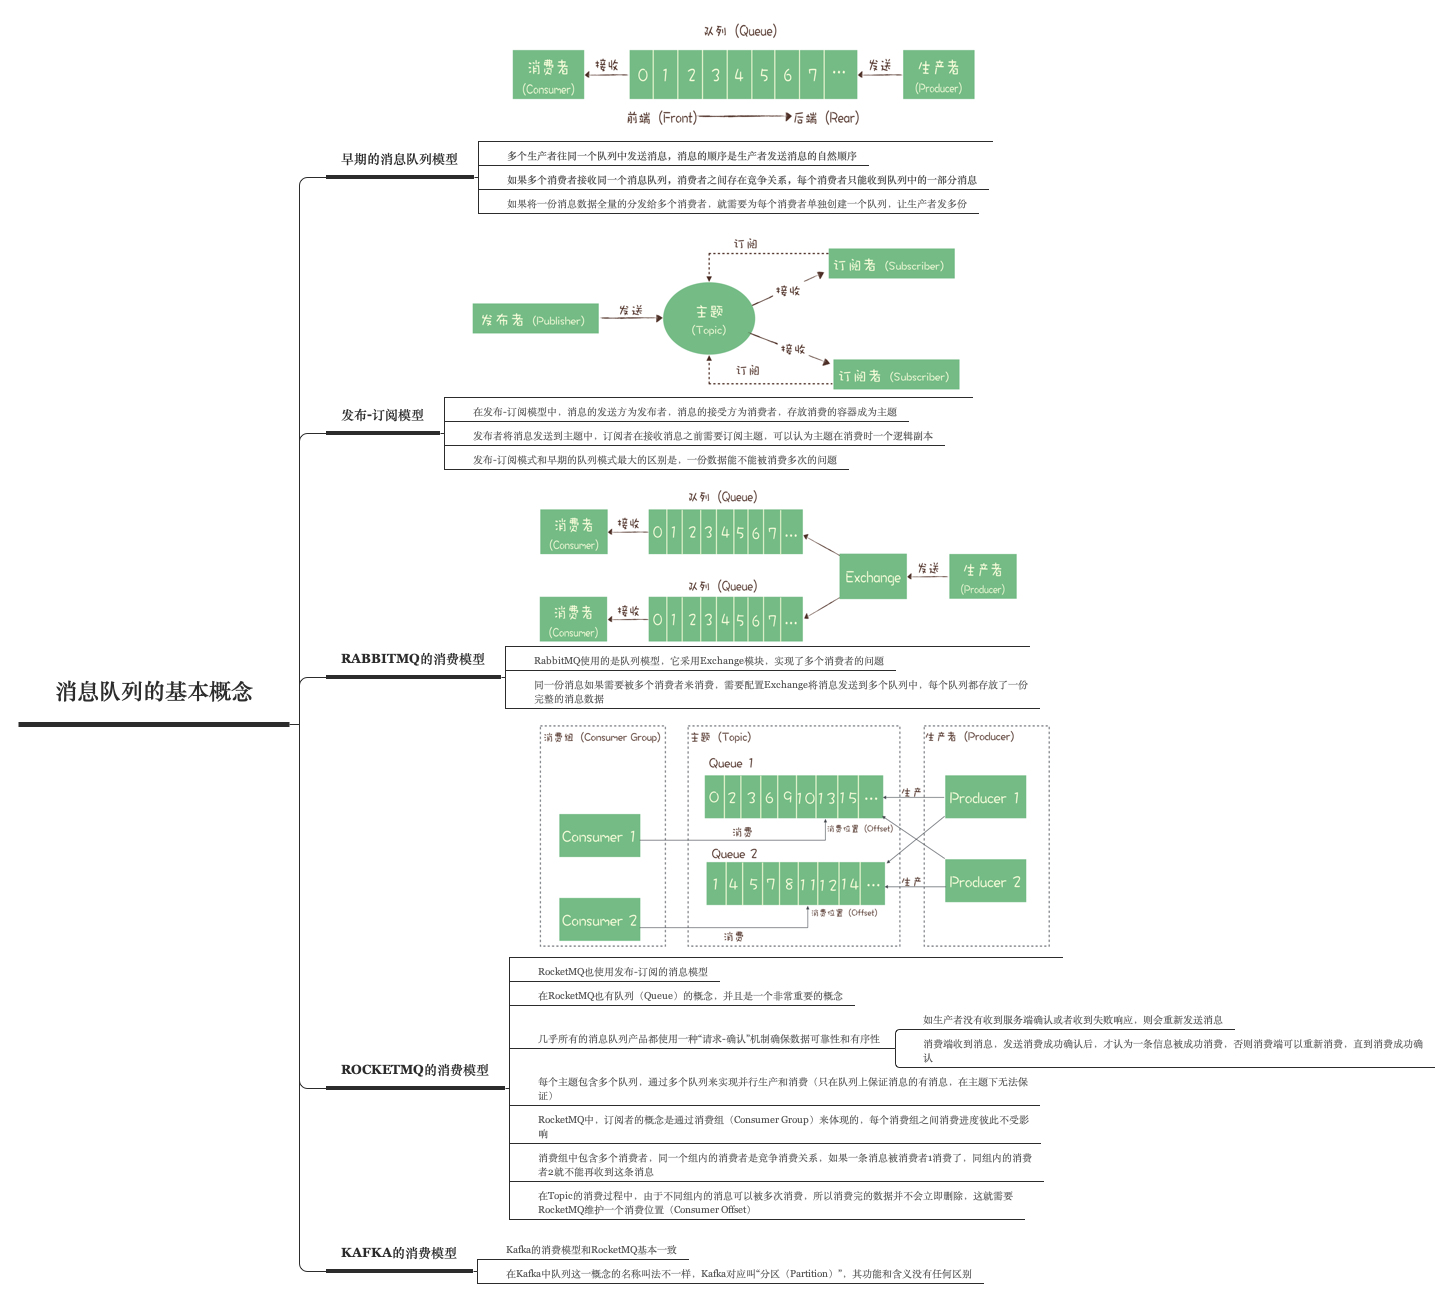 队列（Queue）
消费者
(Consumer)
接收
0 1 2 3 4 5 6 7 …
发送
生产者
(Producer)
前端（Front）
后端（Rear）
早期的消息队列模型
多个生产者往同一个队列中发送消息，消息的顺序是生产者发送消息的自然顺序
如果多个消费者接收同一个消息队列，消费者之间存在竞争关系，每个消费者只能收到队列中的一部分消息
如果将一份消息数据全量的分发给多个消费者，就需要为每个消费者单独创建一个队列，让生产者发多份
订阅
订阅者（Subscriber）
接收
发布者（Publisher）
发送
主题
(Topic)
接收
订阅
订阅者（Subscriber）
发布-订阅模型
在发布-订阅模型中，消息的发送方为发布者，消息的接受方为消费者，存放消费的容器成为主题
发布者将消息发送到主题中，订阅者在接收消息之前需要订阅主题，可以认为主题在消费时一个逻辑副本
发布-订阅模式和早期的队列模式最大的区别是，一份数据能不能被消费多次的问题
队列（Queue）
消费者
(Consumer)
接收
0 1 2 3 4 5 6 7 …
Exchange
发送
生产者
(Producer)
队列（Queue）
消费者
(Consumer)
接收
0 1 2 3 4 5 6 7 …
RABBITMQ的消费模型
RabbitMQ使用的是队列模型，它采用Exchange模块，实现了多个消费者的问题
同一份消息如果需要被多个消费者来消费，需要配置Exchange将消息发送到多个队列中，每个队列都存放了一份
完整的消息数据
消息队列的基本概念
消费组（Consumer Group）
主题（Topic）
生产者（Producer）
Queue 1
0 2 3 6 9 10 13 15 …
生产
Producer 1
Consumer 1
消费
消费位置（Offset）
Queue 2
1 4 5 7 8 11 12 14 …
生产
Producer 2
Consumer 2
消费位置（Offset）
消费
ROCKETMQ的消费模型
RocketMQ也使用发布-订阅的消息模型
在RocketMQ也有队列（Queue）的概念，并且是一个非常重要的概念
几乎所有的消息队列产品都使用一种“请求-确认”机制确保数据可靠性和有序性
如生产者没有收到服务端确认或者收到失败响应，则会重新发送消息
消费端收到消息，发送消费成功确认后，才认为一条信息被成功消费，否则消费端可以重新消费，直到消费成功确
认
每个主题包含多个队列，通过多个队列来实现并行生产和消费（只在队列上保证消息的有消息，在主题下无法保
证）
RocketMQ中，订阅者的概念是通过消费组（Consumer Group）来体现的，每个消费组之间消费进度彼此不受影
响
消费组中包含多个消费者，同一个组内的消费者是竞争消费关系，如果一条消息被消费者1消费了，同组内的消费
者2就不能再收到这条消息
在Topic的消费过程中，由于不同组内的消息可以被多次消费，所以消费完的数据并不会立即删除，这就需要
RocketMQ维护一个消费位置（Consumer Offset）
KAFKA的消费模型
Kafka的消费模型和RocketMQ基本一致
在Kafka中队列这一概念的名称叫法不一样，Kafka对应叫“分区（Partition）”，其功能和含义没有任何区别